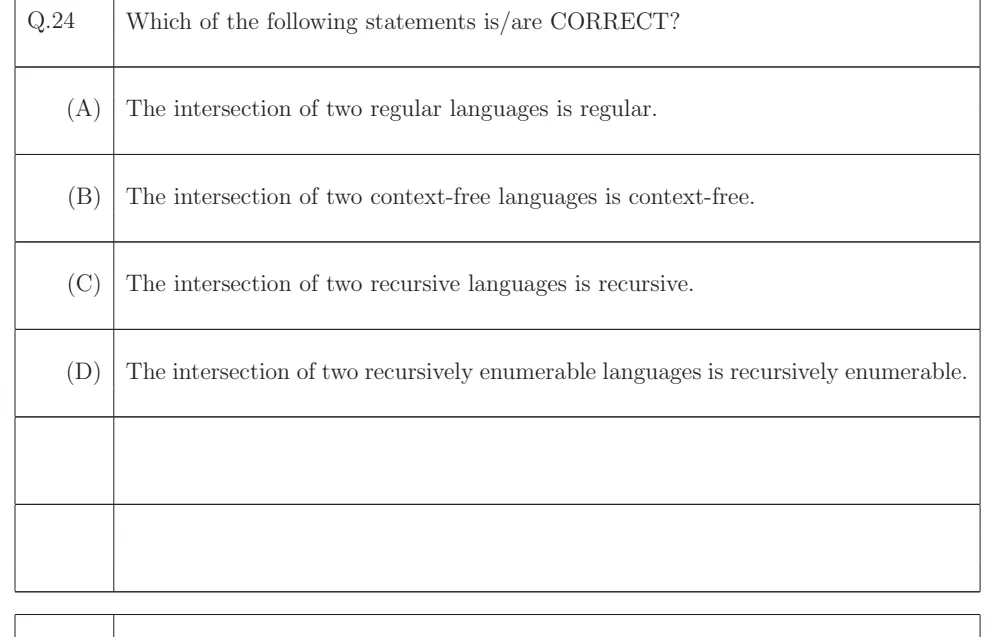 Q.24 Which of the following statements is/are CORRECT?
(A) The intersection of two regular languages is regular.
(B) The intersection of two context-free languages is context-free.
(C) The intersection of two recursive languages is recursive.
(D) The intersection of two recursively enumerable languages is recursively enumerable.